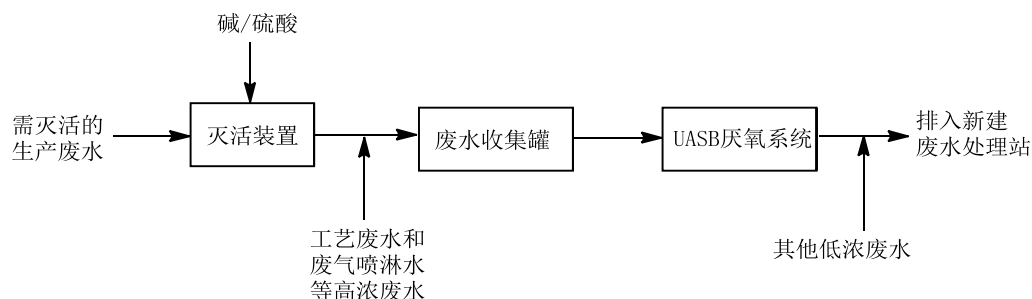 碱/硫酸
需灭活的
生产废水
灭活装置
工艺废水和
废气喷淋水
等高浓废水
废水收集罐
UASB厌氧系统
其他低浓废水
排入新建
废水处理站